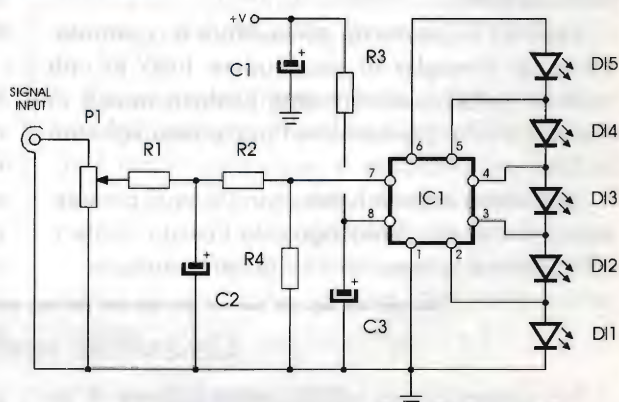 +V
+
C1
R3
DI5
SIGNAL
INPUT
P1
DI4
R1
R2
6
5
7
IC1
4
DI3
8
3
+
C2
R4
+
C3
1
2
DI2
DI1